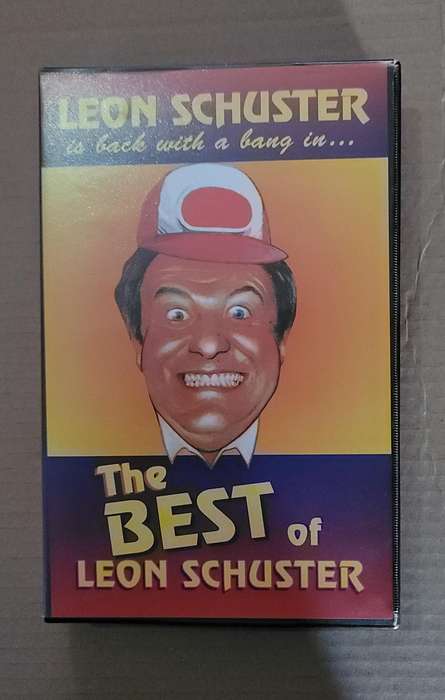 LEON SCHUSTER
is back with a bang in...
The
BEST of
LEON SCHUSTER